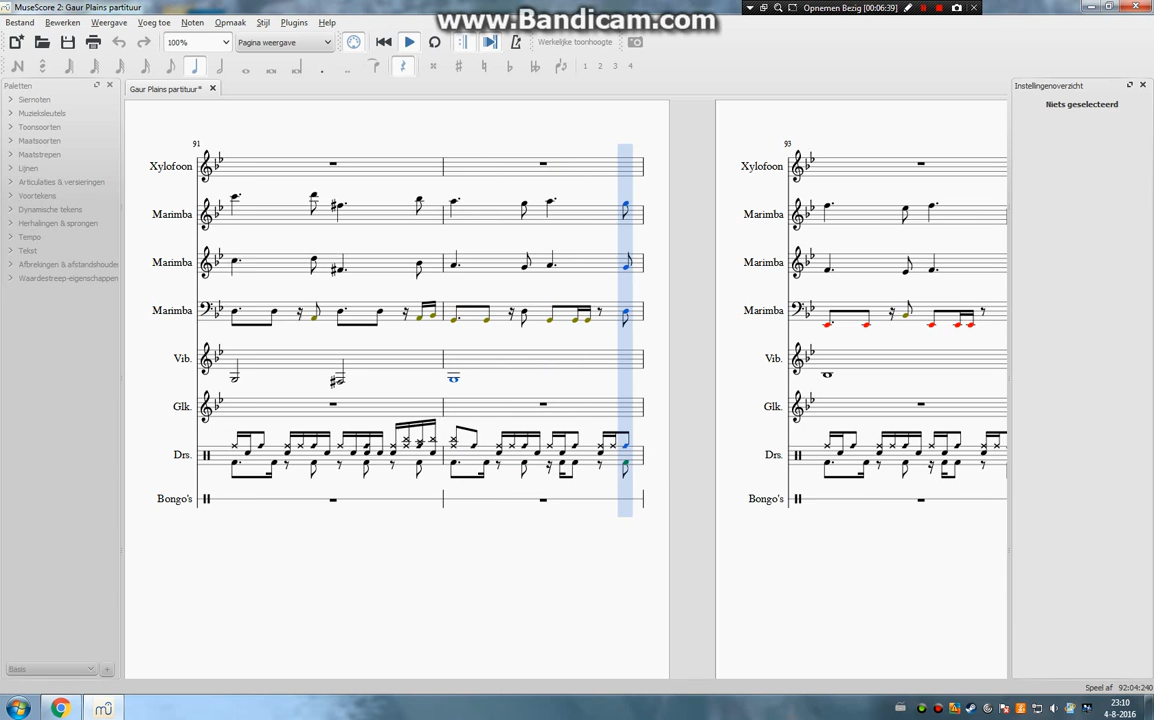 MuseScore 2: Gaur Plains partituur
www.Bandicam.com
Opnemen Bezig [00:06:39]
Bestand Bewerken Weergave Voeg toe Noten Opmaak Stijl Plugins Help
100% Pagina weergave Werkelijke toonhoogte
1 2 3 4
Paletten
Gaur Plains partituur*
Instellingenoverzicht
Niets geselecteerd
Siernoten
Muzieksleutels
Toonsoorten
Maatsoorten
Maatstrepen
Lijnen
Articulaties & versieringen
Voortekens
Dynamische tekens
Herhalingen & sprongen
Tempo
Tekst
Afbrekingen & afstandshouder
Waardestreep-eigenschappen
91
Xylofoon
Marimba
Marimba
Marimba
Vib.
Glk.
Drs.
Bongo's
93
Xylofoon
Marimba
Marimba
Marimba
Vib.
Glk.
Drs.
Bongo's
Basis
Speel af 92:04:240
23:10
4-8-2016